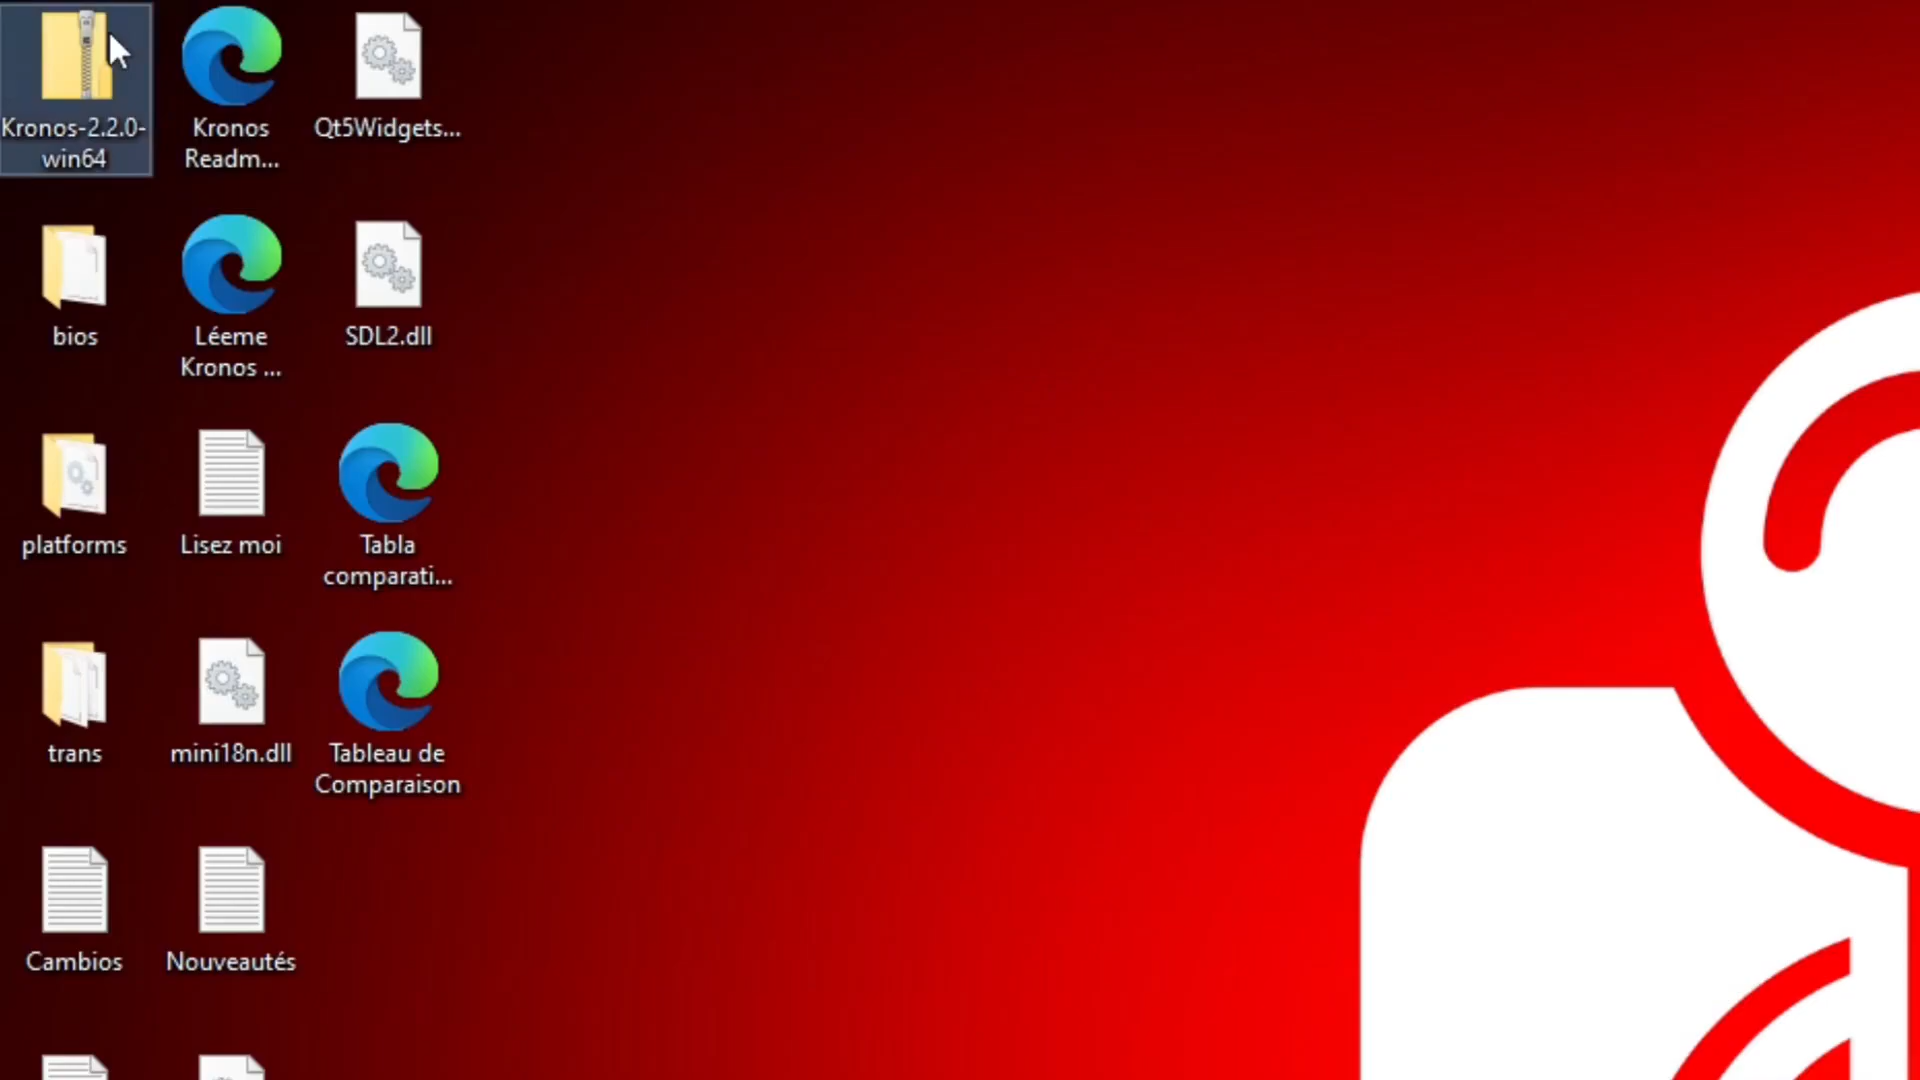 Kronos-2.2.0-
win64
Kronos
Readm...
Qt5Widgets...
bios
Léeme
Kronos ...
SDL2.dll
platforms
Lisez moi
Tabla
comparati...
trans
mini18n.dll
Tableau de
Comparaison
Cambios
Nouveautés